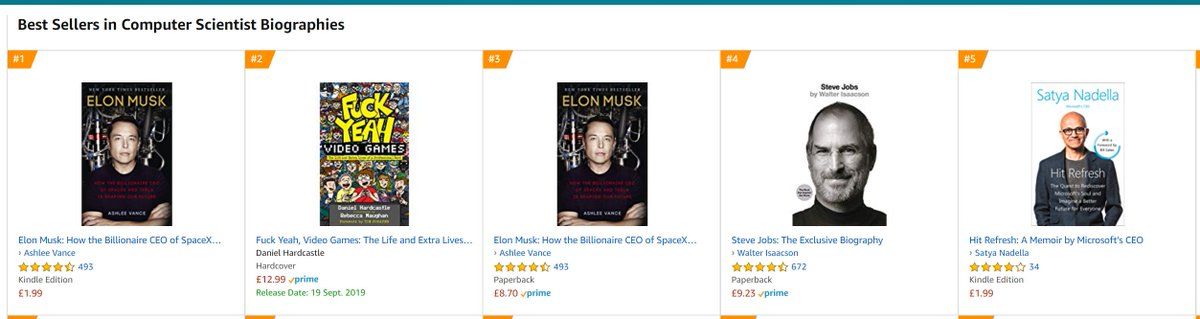 Best Sellers in Computer Scientist Biographies
#1
NEW YORK TIMES BESTSELLER
ELON MUSK
HOW THE BILLIONAIRE CEO
OF SPACEX AND TESLA
IS SHAPING OUR FUTURE
ASHLEE VANCE
Elon Musk: How the Billionaire CEO of SpaceX…
› Ashlee Vance
493
Kindle Edition
£1.99
#2
FUCK
YEAH
VIDEO GAMES
Daniel Hardcastle
Rebecca Maughan
Fuck Yeah, Video Games: The Life and Extra Lives…
Daniel Hardcastle
Hardcover
£12.99 prime
Release Date: 19 Sept. 2019
#3
NEW YORK TIMES BESTSELLER
ELON MUSK
HOW THE BILLIONAIRE CEO
OF SPACEX AND TESLA
IS SHAPING OUR FUTURE
ASHLEE VANCE
Elon Musk: How the Billionaire CEO of SpaceX…
› Ashlee Vance
493
Paperback
£8.70 prime
#4
Steve Jobs
by Walter Isaacson
Steve Jobs: The Exclusive Biography
› Walter Isaacson
672
Paperback
£9.23 prime
#5
Satya Nadella
Microsoft's CEO
With a
Foreword by
Bill Gates
Hit Refresh
The Quest to Rediscover
Microsoft's Soul and
Imagine a Better
Future for Everyone
Hit Refresh: A Memoir by Microsoft's CEO
› Satya Nadella
34
Kindle Edition
£1.99